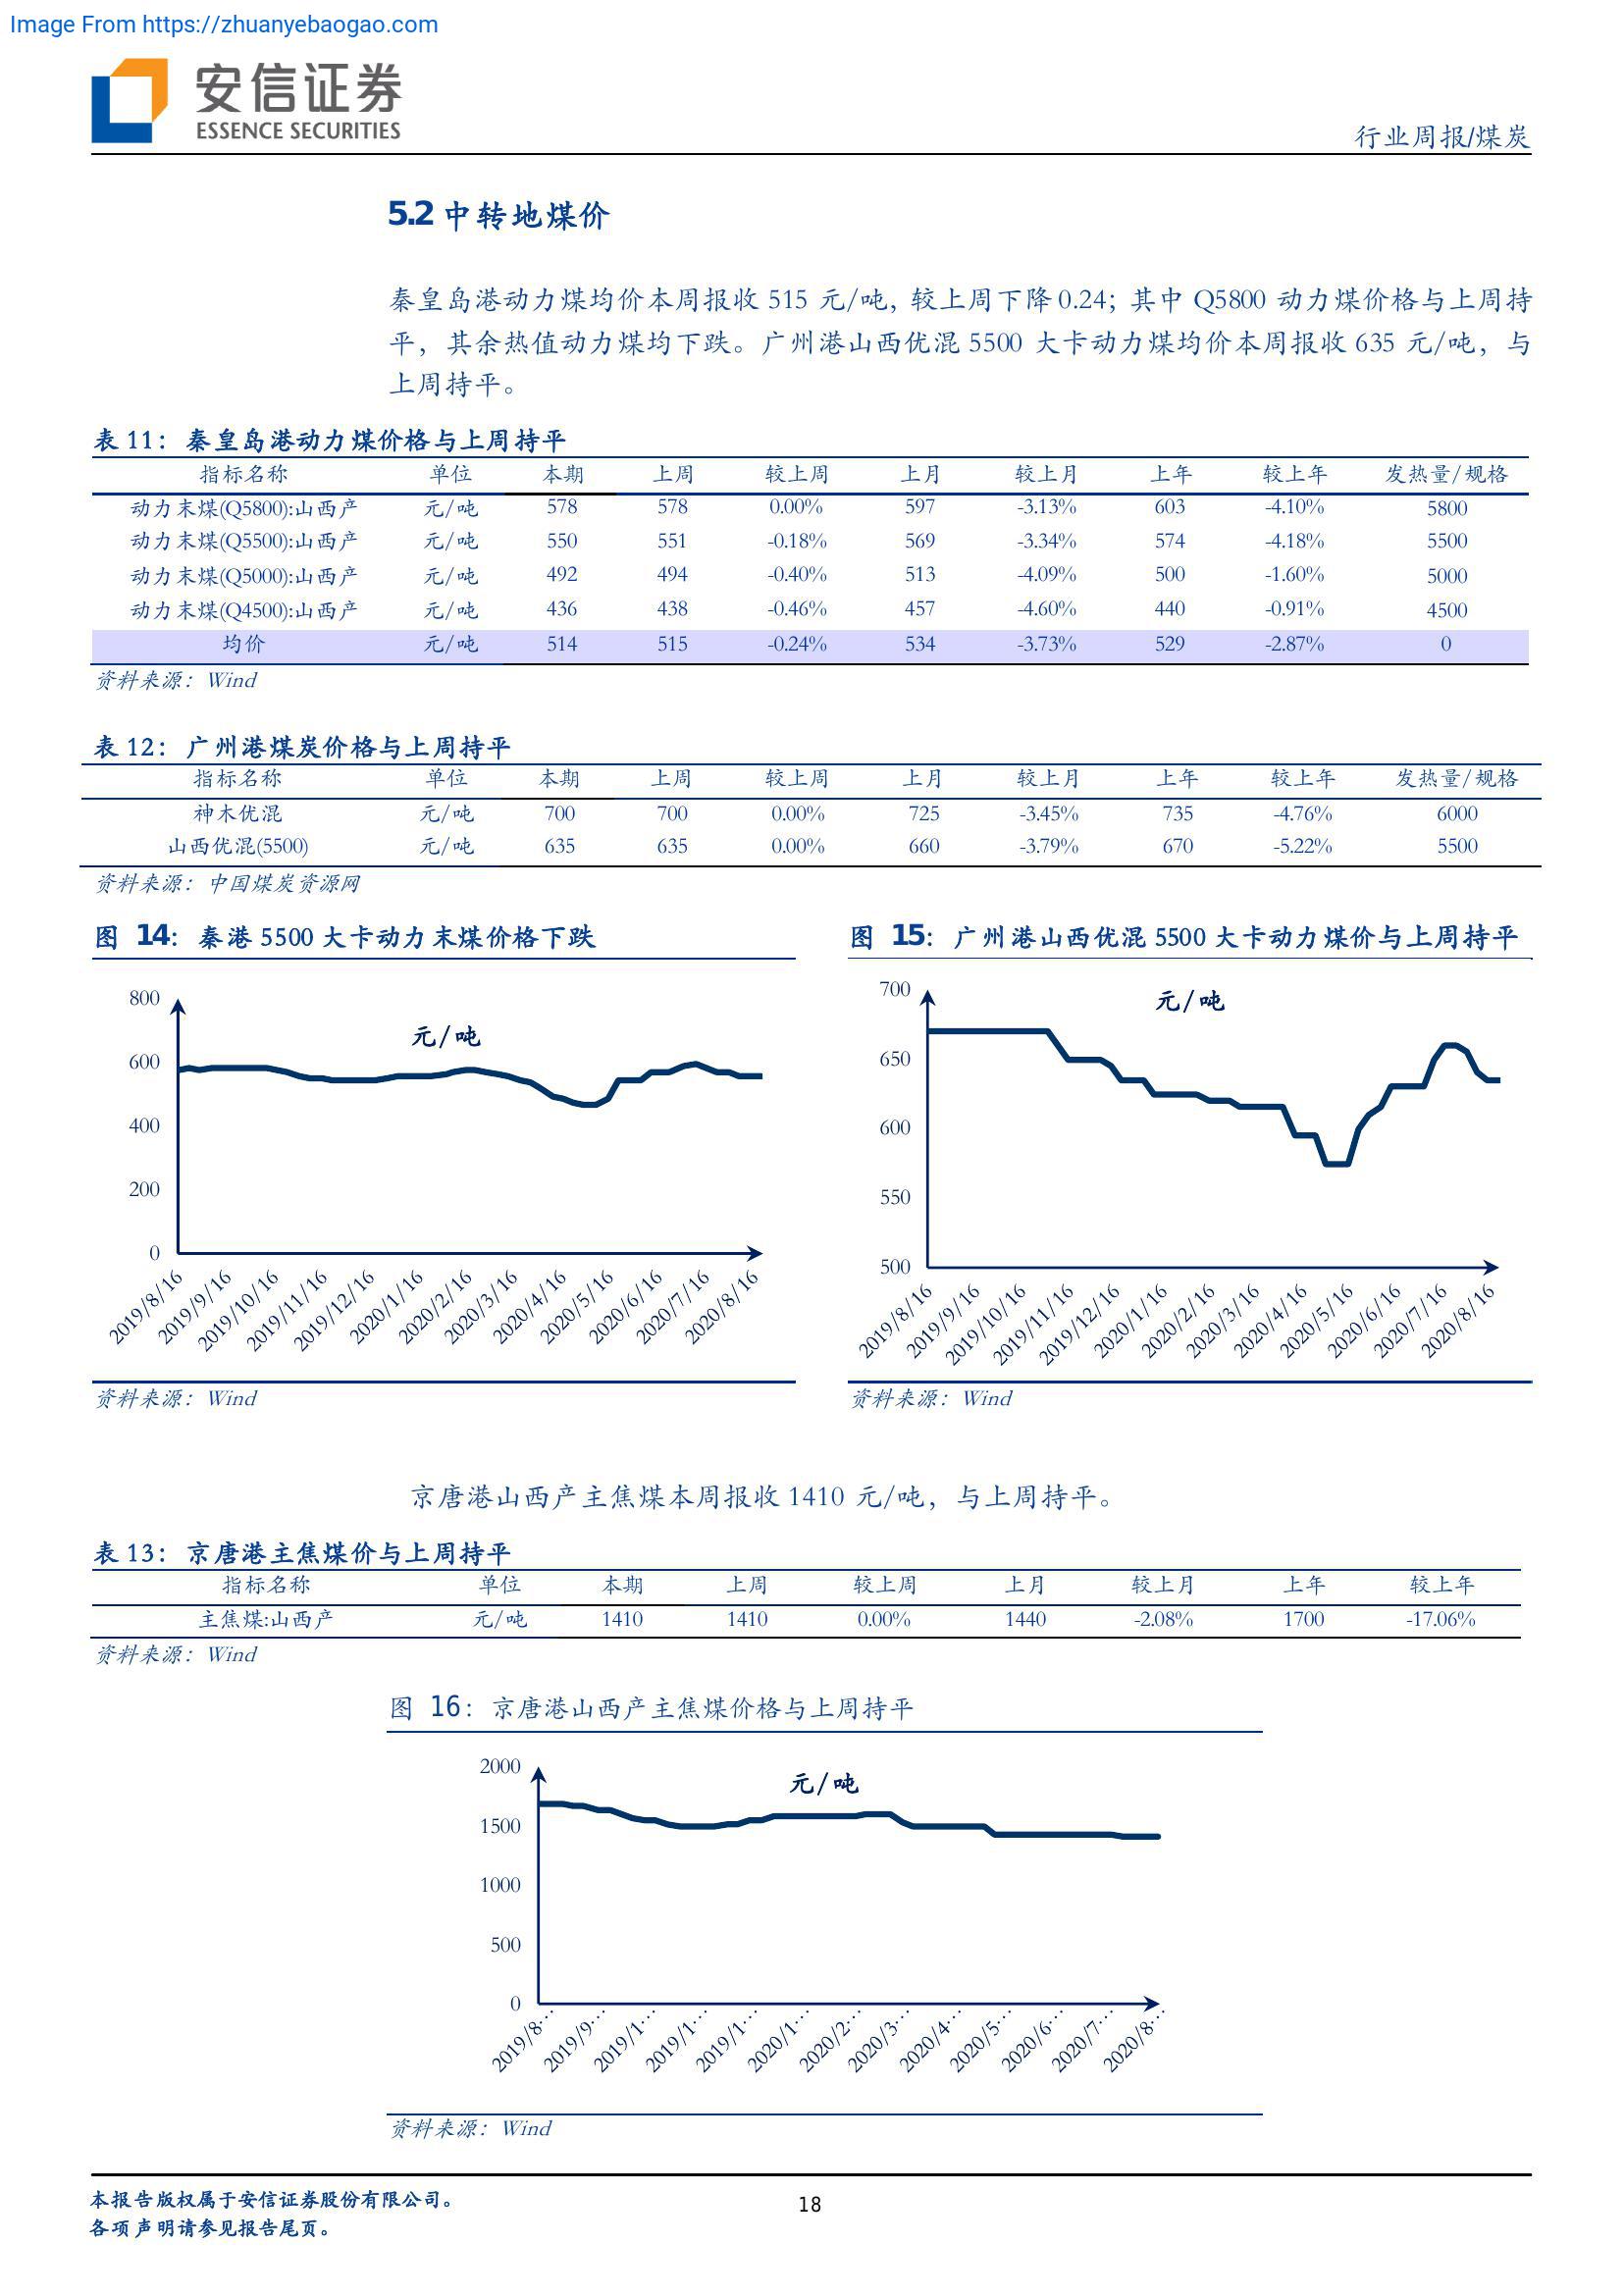 Image From https://zhuanyebaogao.com
安信证券
ESSENCE SECURITIES
行业周报/煤炭
5.2 中转地煤价
秦皇岛港动力煤均价本周报收 515 元/吨，较上周下降 0.24；其中 Q5800 动力煤价格与上周持
平，其余热值动力煤均下跌。广州港山西优混 5500 大卡动力煤均价本周报收 635 元/吨，与
上周持平。
表 11：秦皇岛港动力煤价格与上周持平
指标名称 单位 本期 上周 较上周 上月 较上月 上年 较上年 发热量/规格
动力末煤(Q5800):山西产 元/吨 578 578 0.00% 597 -3.13% 603 -4.10% 5800
动力末煤(Q5500):山西产 元/吨 550 551 -0.18% 569 -3.34% 574 -4.18% 5500
动力末煤(Q5000):山西产 元/吨 492 494 -0.40% 513 -4.09% 500 -1.60% 5000
动力末煤(Q4500):山西产 元/吨 436 438 -0.46% 457 -4.60% 440 -0.91% 4500
均价 元/吨 514 515 -0.24% 534 -3.73% 529 -2.87% 0
资料来源：Wind
表 12：广州港煤炭价格与上周持平
指标名称 单位 本期 上周 较上周 上月 较上月 上年 较上年 发热量/规格
神木优混 元/吨 700 700 0.00% 725 -3.45% 735 -4.76% 6000
山西优混(5500) 元/吨 635 635 0.00% 660 -3.79% 670 -5.22% 5500
资料来源：中国煤炭资源网
图 14：秦港 5500 大卡动力末煤价格下跌
元/吨
800
600
400
200
0
2019/8/16 2019/9/16 2019/10/16 2019/11/16 2019/12/16 2020/1/16 2020/2/16 2020/3/16 2020/4/16 2020/5/16 2020/6/16 2020/7/16 2020/8/16
资料来源：Wind
图 15：广州港山西优混 5500 大卡动力煤价与上周持平
元/吨
700
650
600
550
500
2019/8/16 2019/9/16 2019/10/16 2019/11/16 2019/12/16 2020/1/16 2020/2/16 2020/3/16 2020/4/16 2020/5/16 2020/6/16 2020/7/16 2020/8/16
资料来源：Wind
京唐港山西产主焦煤本周报收 1410 元/吨，与上周持平。
表 13：京唐港主焦煤价与上周持平
指标名称 单位 本期 上周 较上周 上月 较上月 上年 较上年
主焦煤:山西产 元/吨 1410 1410 0.00% 1440 -2.08% 1700 -17.06%
资料来源：Wind
图 16：京唐港山西产主焦煤价格与上周持平
元/吨
2000
1500
1000
500
0
2019/8… 2019/9… 2019/1… 2019/1… 2019/1… 2020/1… 2020/2… 2020/3… 2020/4… 2020/5… 2020/6… 2020/7… 2020/8…
资料来源：Wind
本报告版权属于安信证券股份有限公司。
各项声明请参见报告尾页。
18